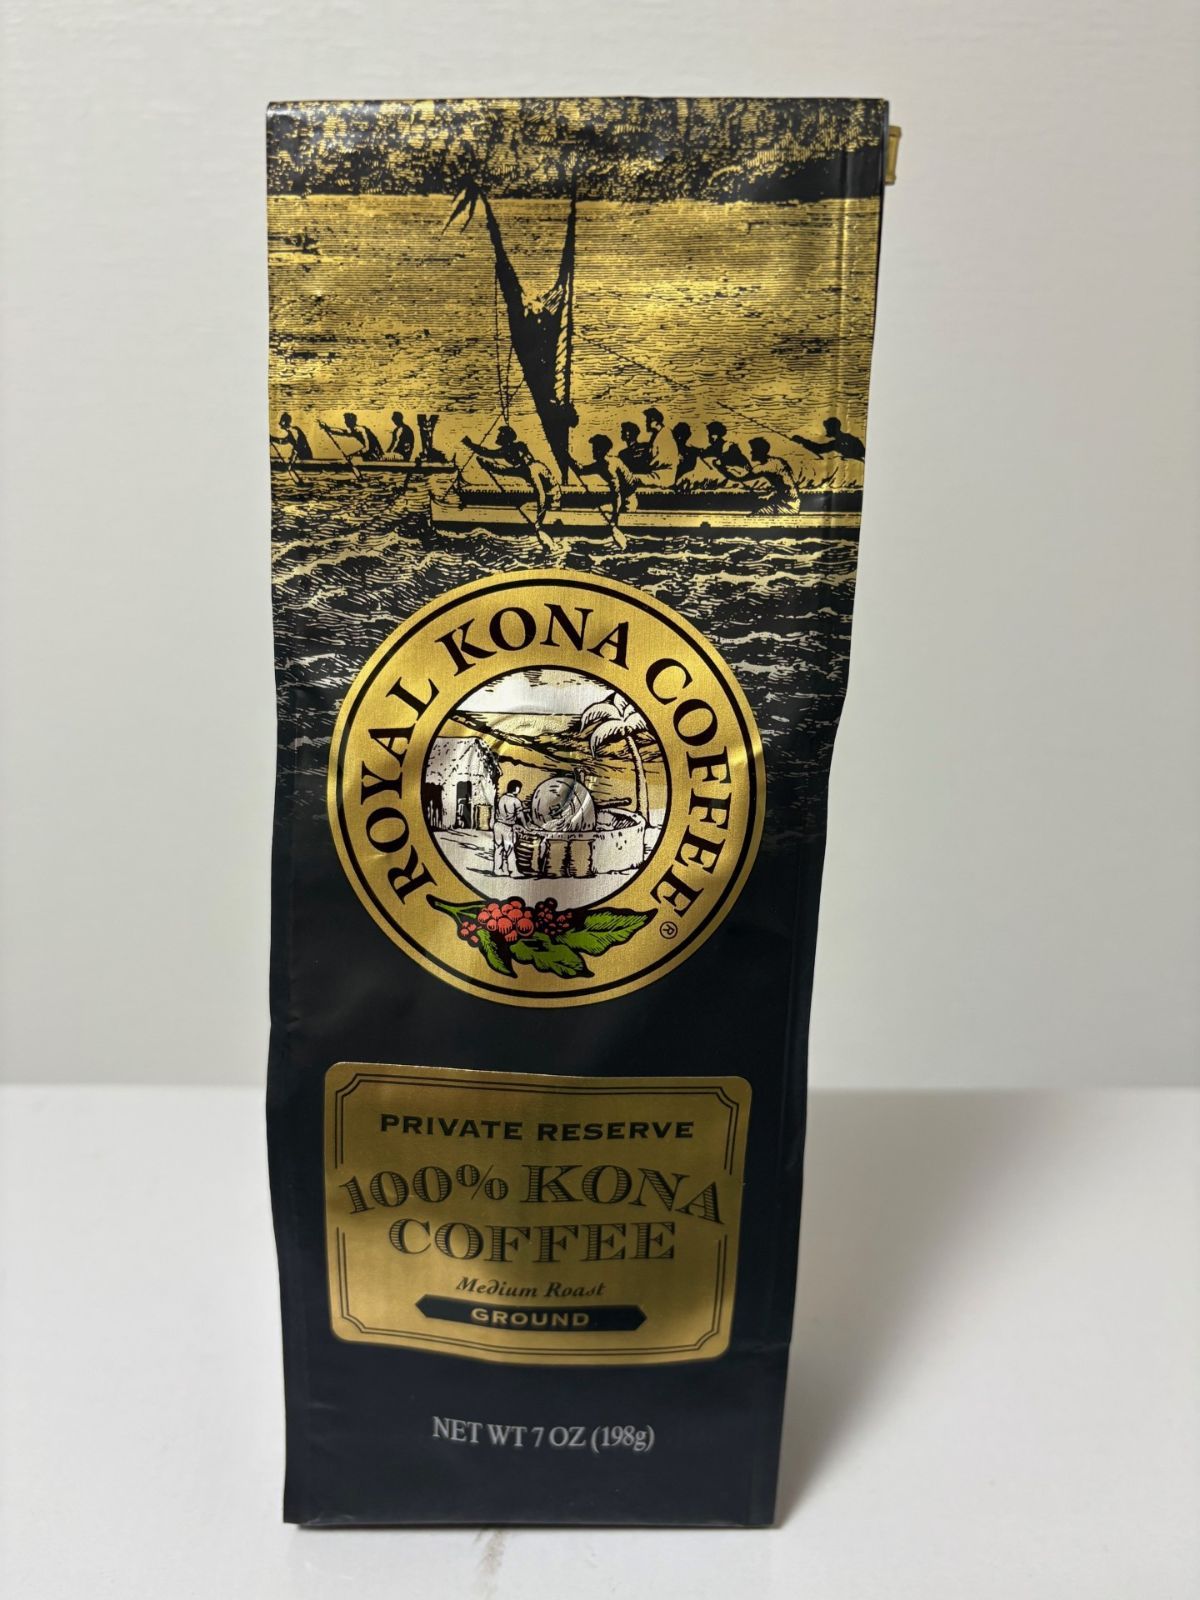 ROYAL KONA COFFEE®
PRIVATE RESERVE
100% KONA
COFFEE
Medium Roast
GROUND
NET WT 7 OZ (198g)